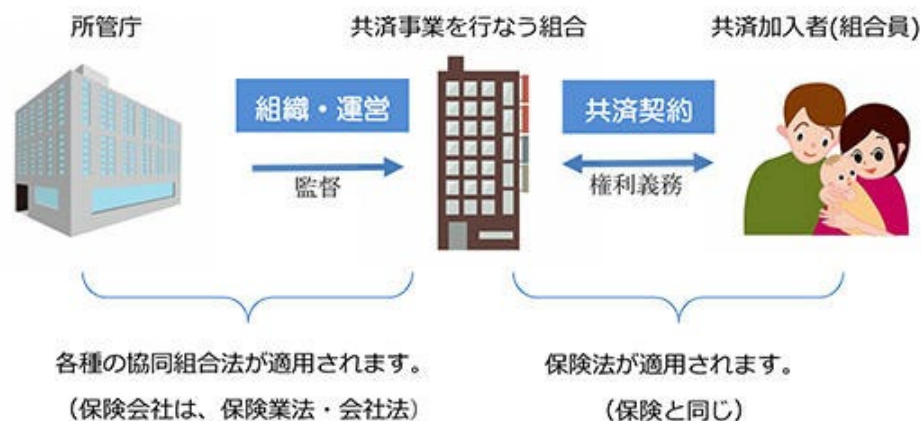 所管庁
共済事業を行なう組合
共済加入者(組合員)
組織・運営
監督
共済契約
権利義務
各種の協同組合法が適用されます。
（保険会社は、保険業法・会社法）
保険法が適用されます。
（保険と同じ）